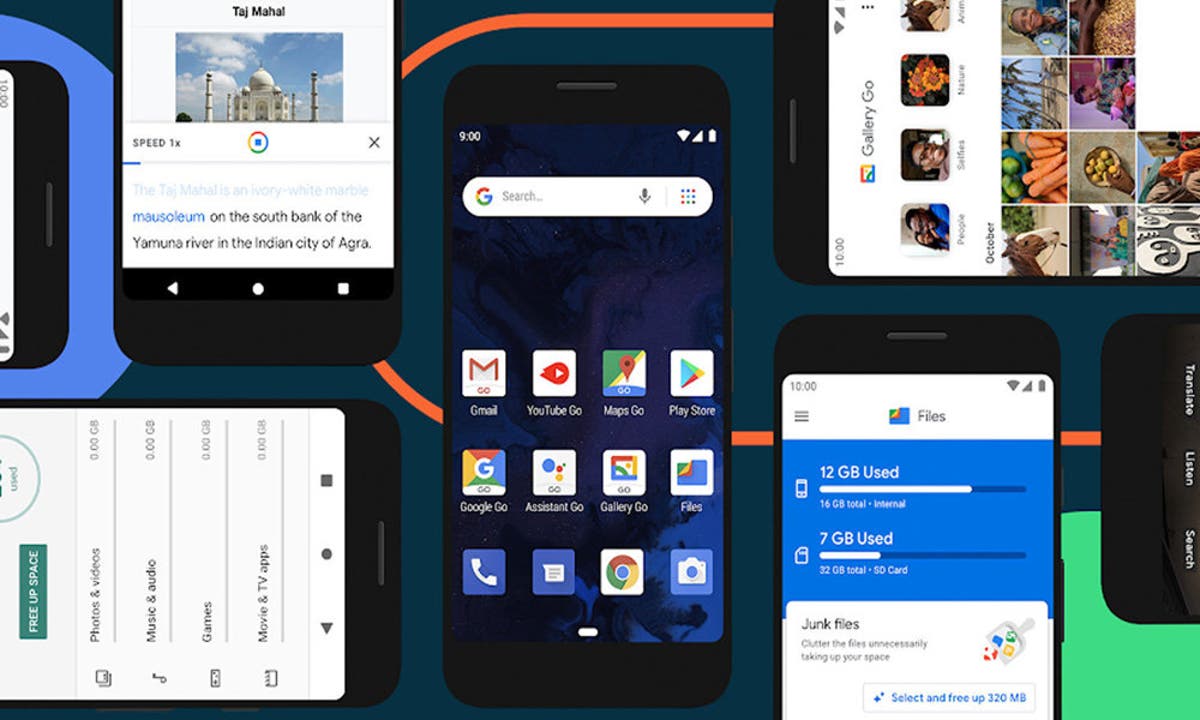 10:00
Taj Mahal
SPEED 1x
The Taj Mahal is an ivory-white marble
mausoleum on the south bank of the
Yamuna river in the Indian city of Agra.
used
FREE UP SPACE
Photos & videos 0.00 GB
Music & audio 0.00 GB
Games 0.00 GB
Movie & TV apps 0.00 GB
9:00
Search...
GO
Gmail YouTube Go Maps Go Play Store
GO GO GO
Google Go Assistant Go Gallery Go Files
10:00
Gallery Go
People Selfies Nature
October
10:00
Files
12 GB Used
16 GB total • Internal
7 GB Used
32 GB total • SD Card
Junk files
Clutter the files unnecessarily
taking up your space
Select and free up 320 MB
Translate
Listen
Search